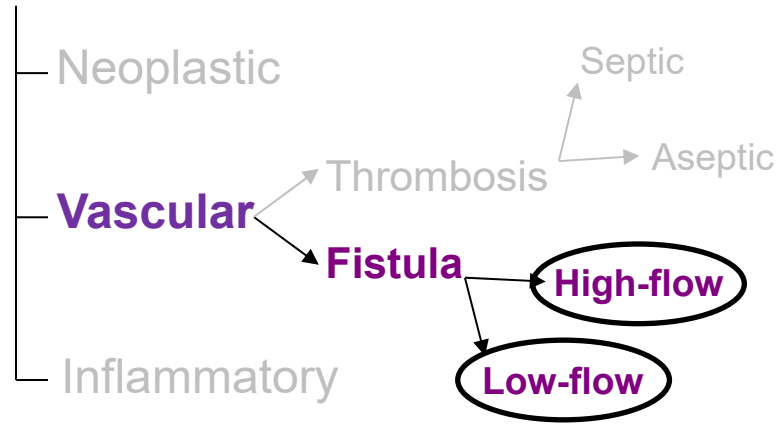 Neoplastic
Septic
Aseptic
Thrombosis
Vascular
Fistula
High-flow
Low-flow
Inflammatory